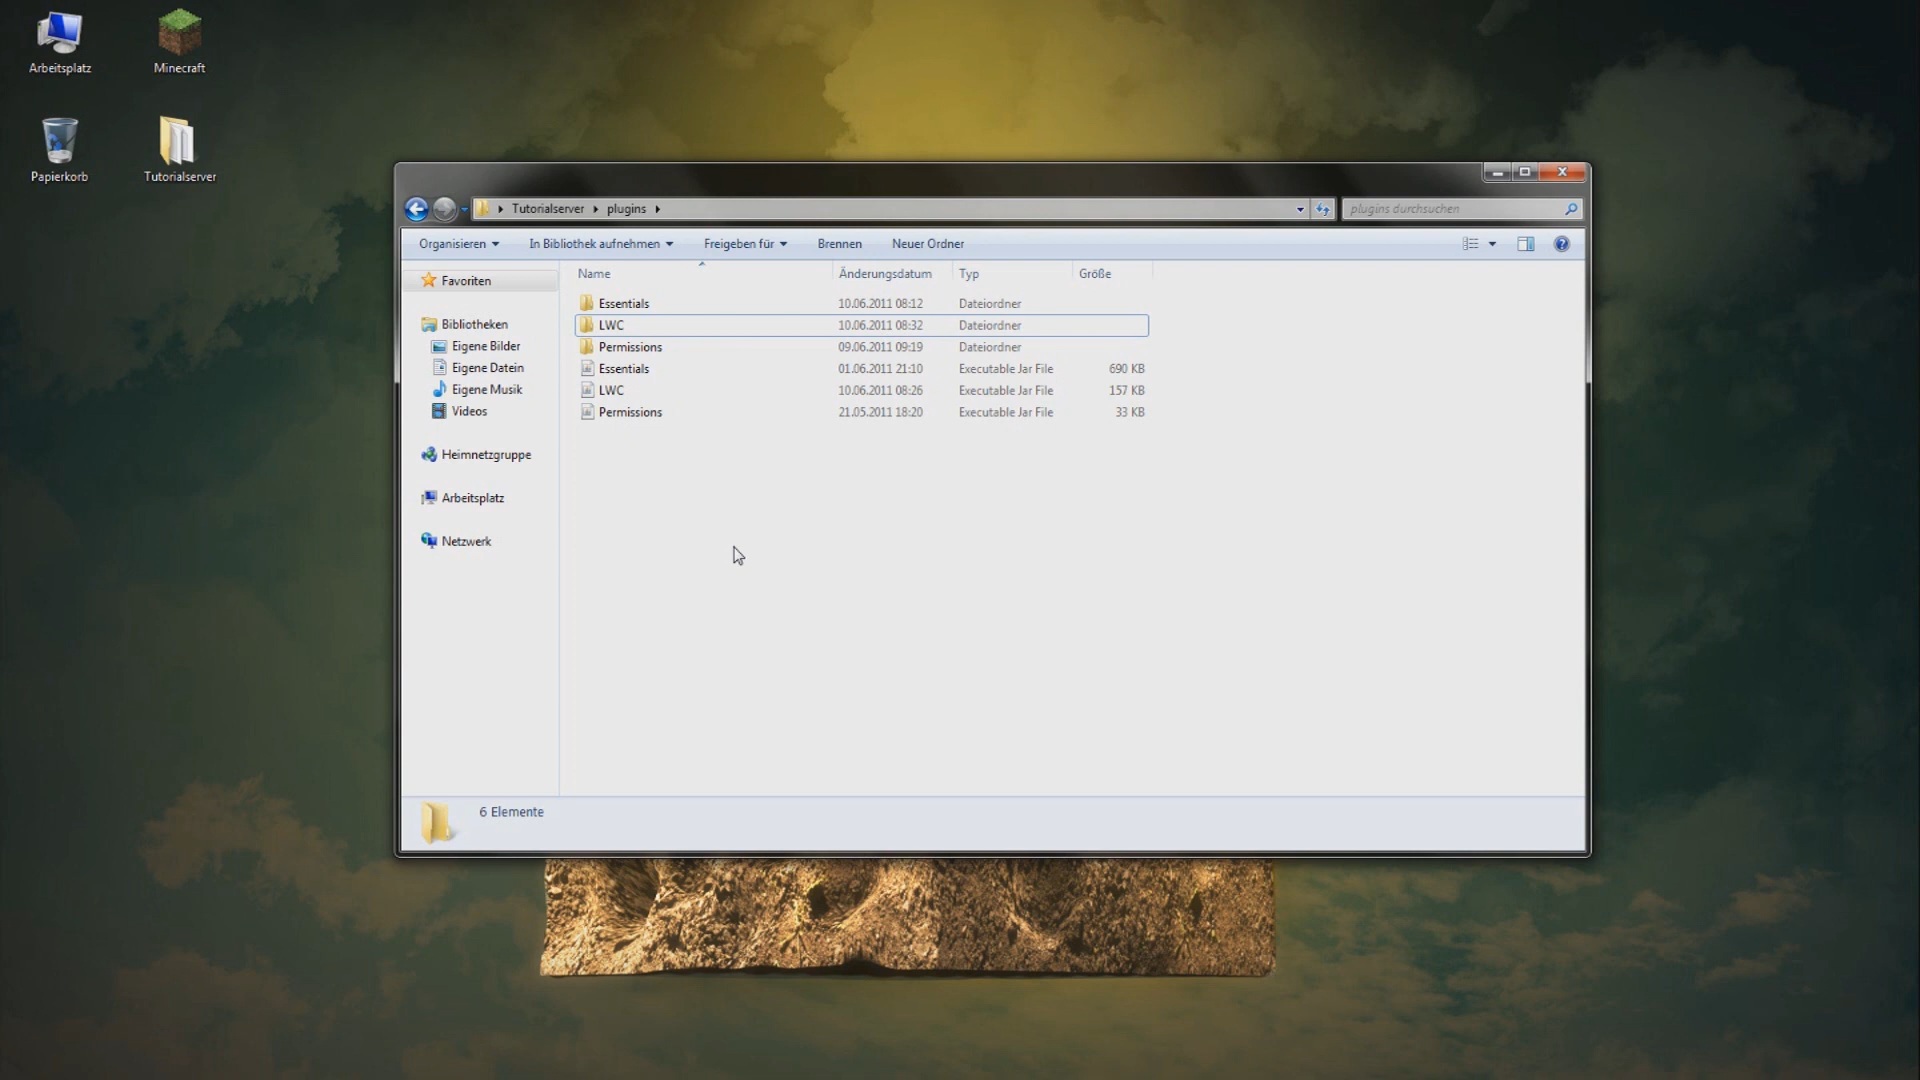 Arbeitsplatz
Minecraft
Papierkorb
Tutorialserver
Tutorialserver plugins
plugins durchsuchen
Organisieren In Bibliothek aufnehmen Freigeben für Brennen Neuer Ordner
Name Änderungsdatum Typ Größe
Favoriten
Bibliotheken
Eigene Bilder
Eigene Datein
Eigene Musik
Videos
Heimnetzgruppe
Arbeitsplatz
Netzwerk
Essentials 10.06.2011 08:12 Dateiordner
LWC 10.06.2011 08:32 Dateiordner
Permissions 09.06.2011 09:19 Dateiordner
Essentials 01.06.2011 21:10 Executable Jar File 690 KB
LWC 10.06.2011 08:26 Executable Jar File 157 KB
Permissions 21.05.2011 18:20 Executable Jar File 33 KB
6 Elemente